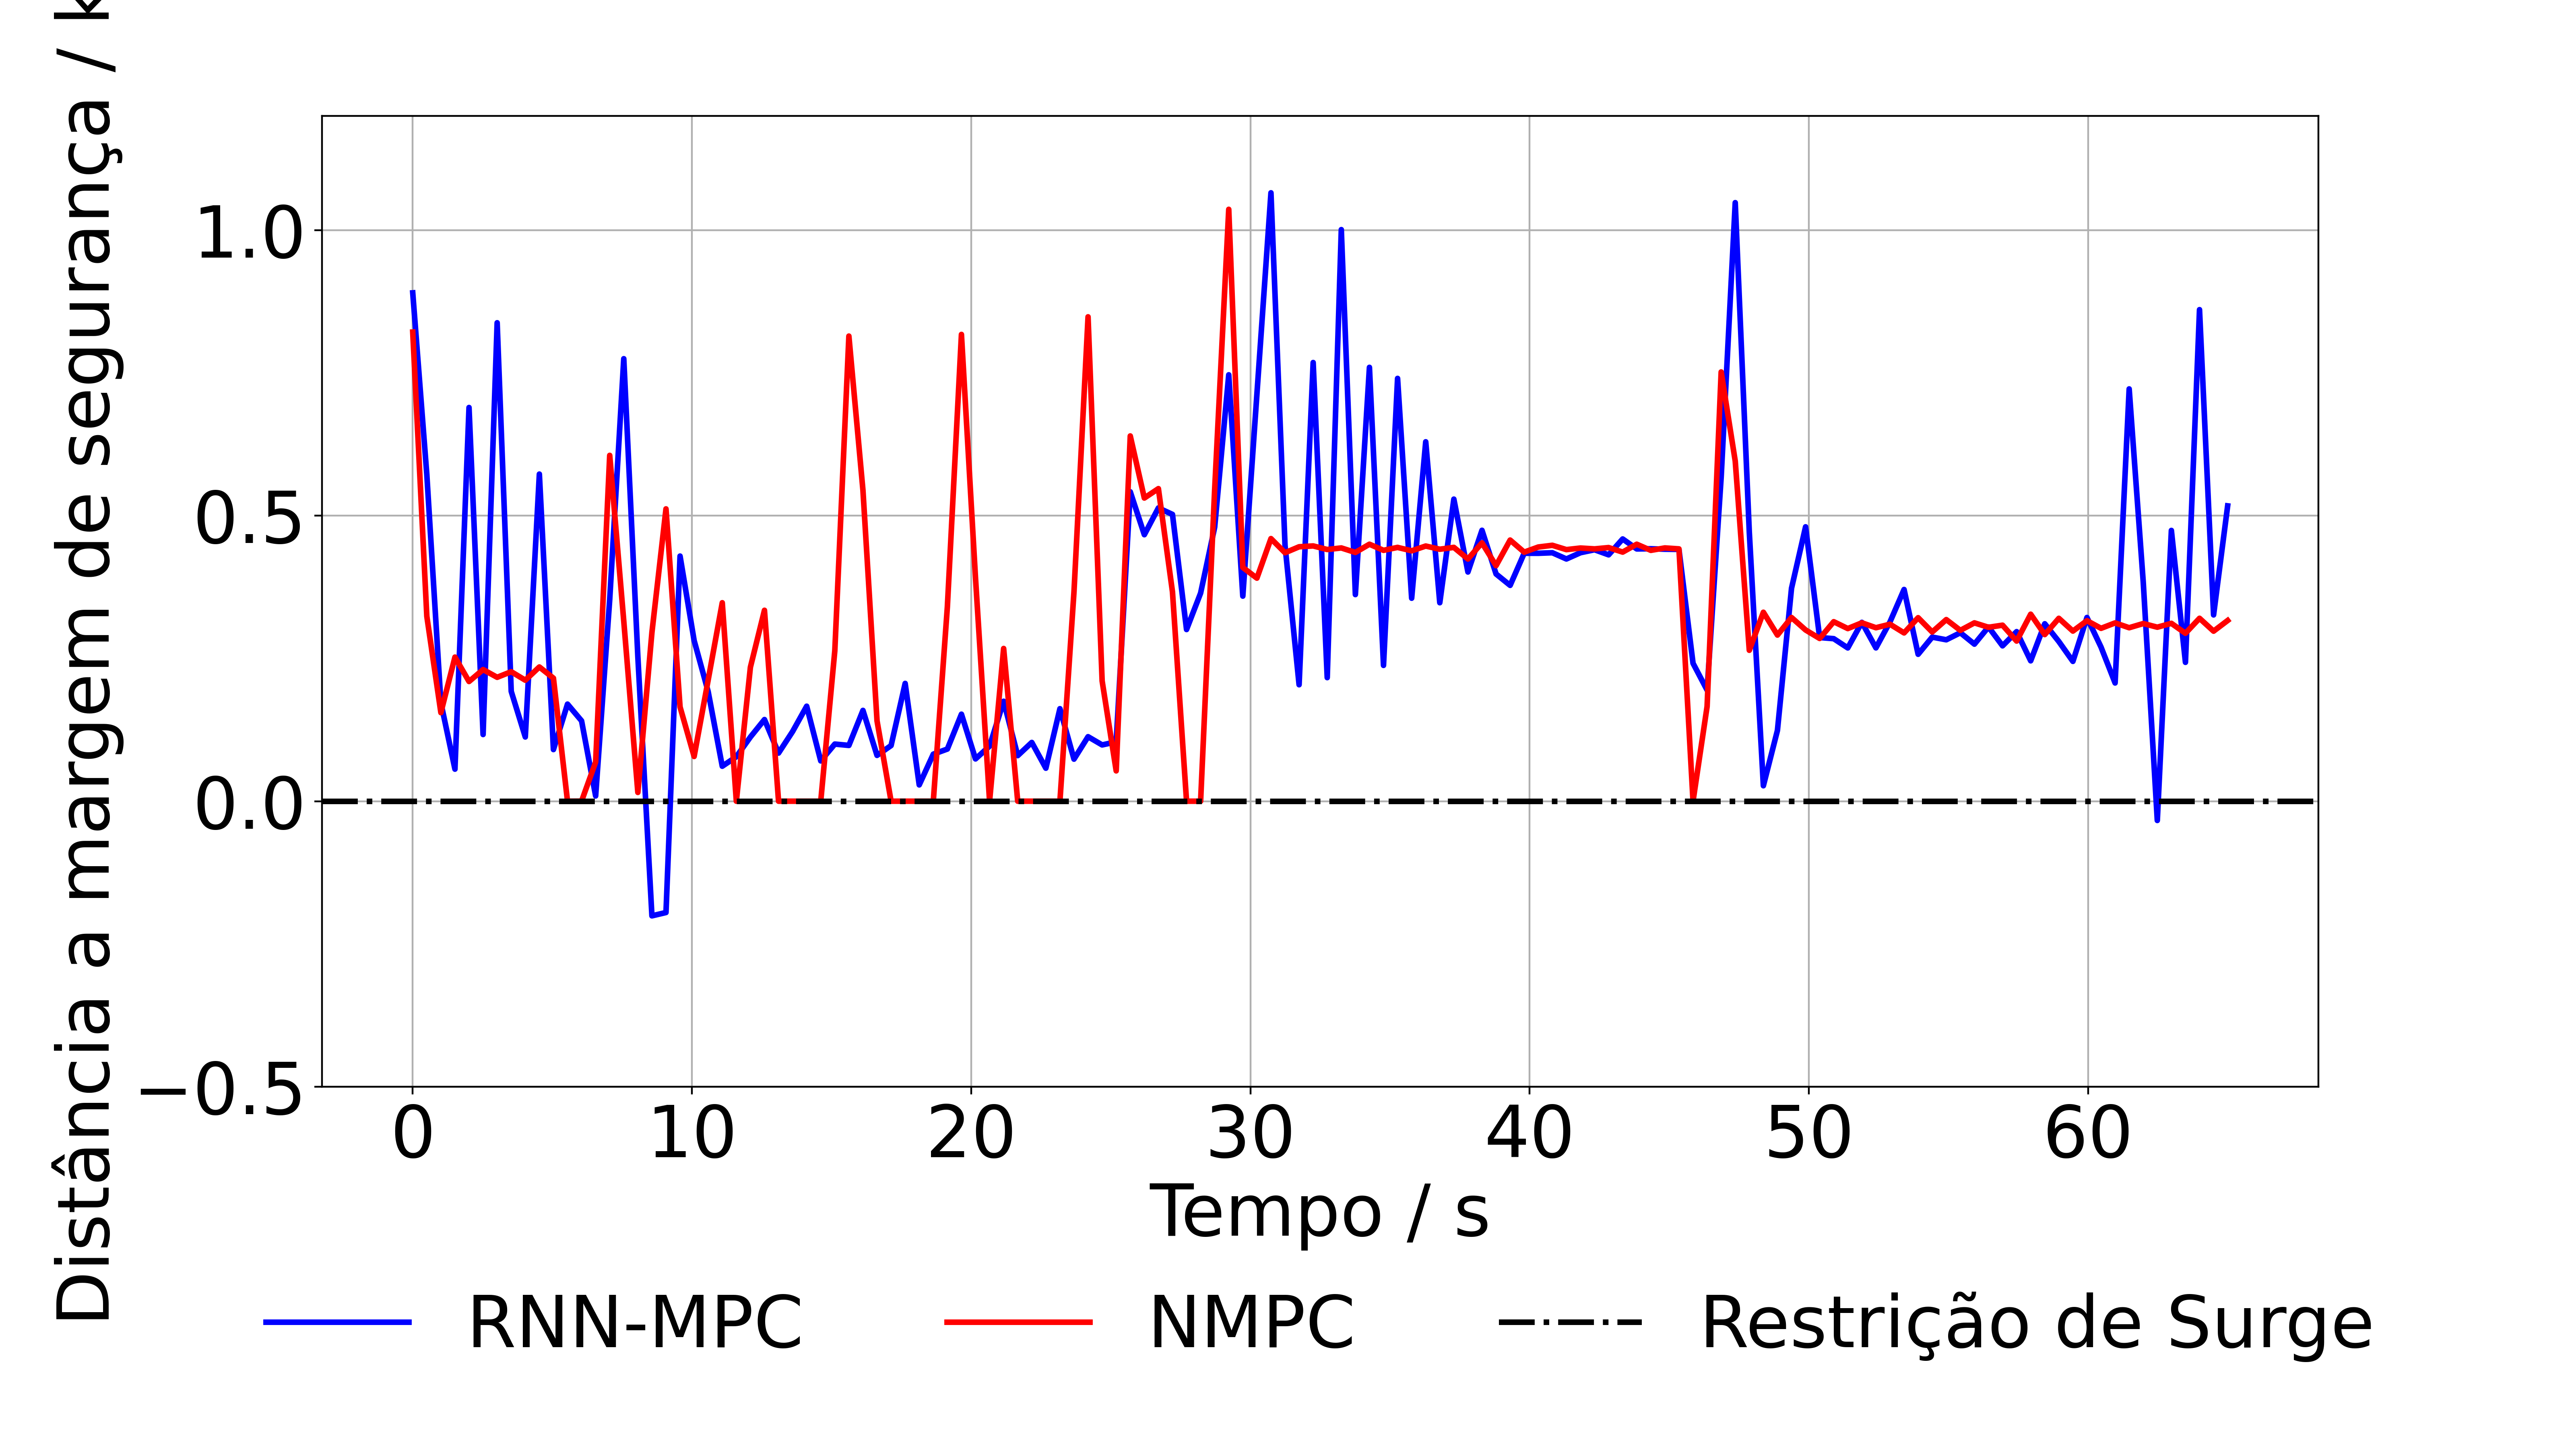 Distância a margem de segurança / k
1.0
0.5
0.0
−0.5
0 10 20 30 40 50 60
Tempo / s
RNN-MPC NMPC Restrição de Surge